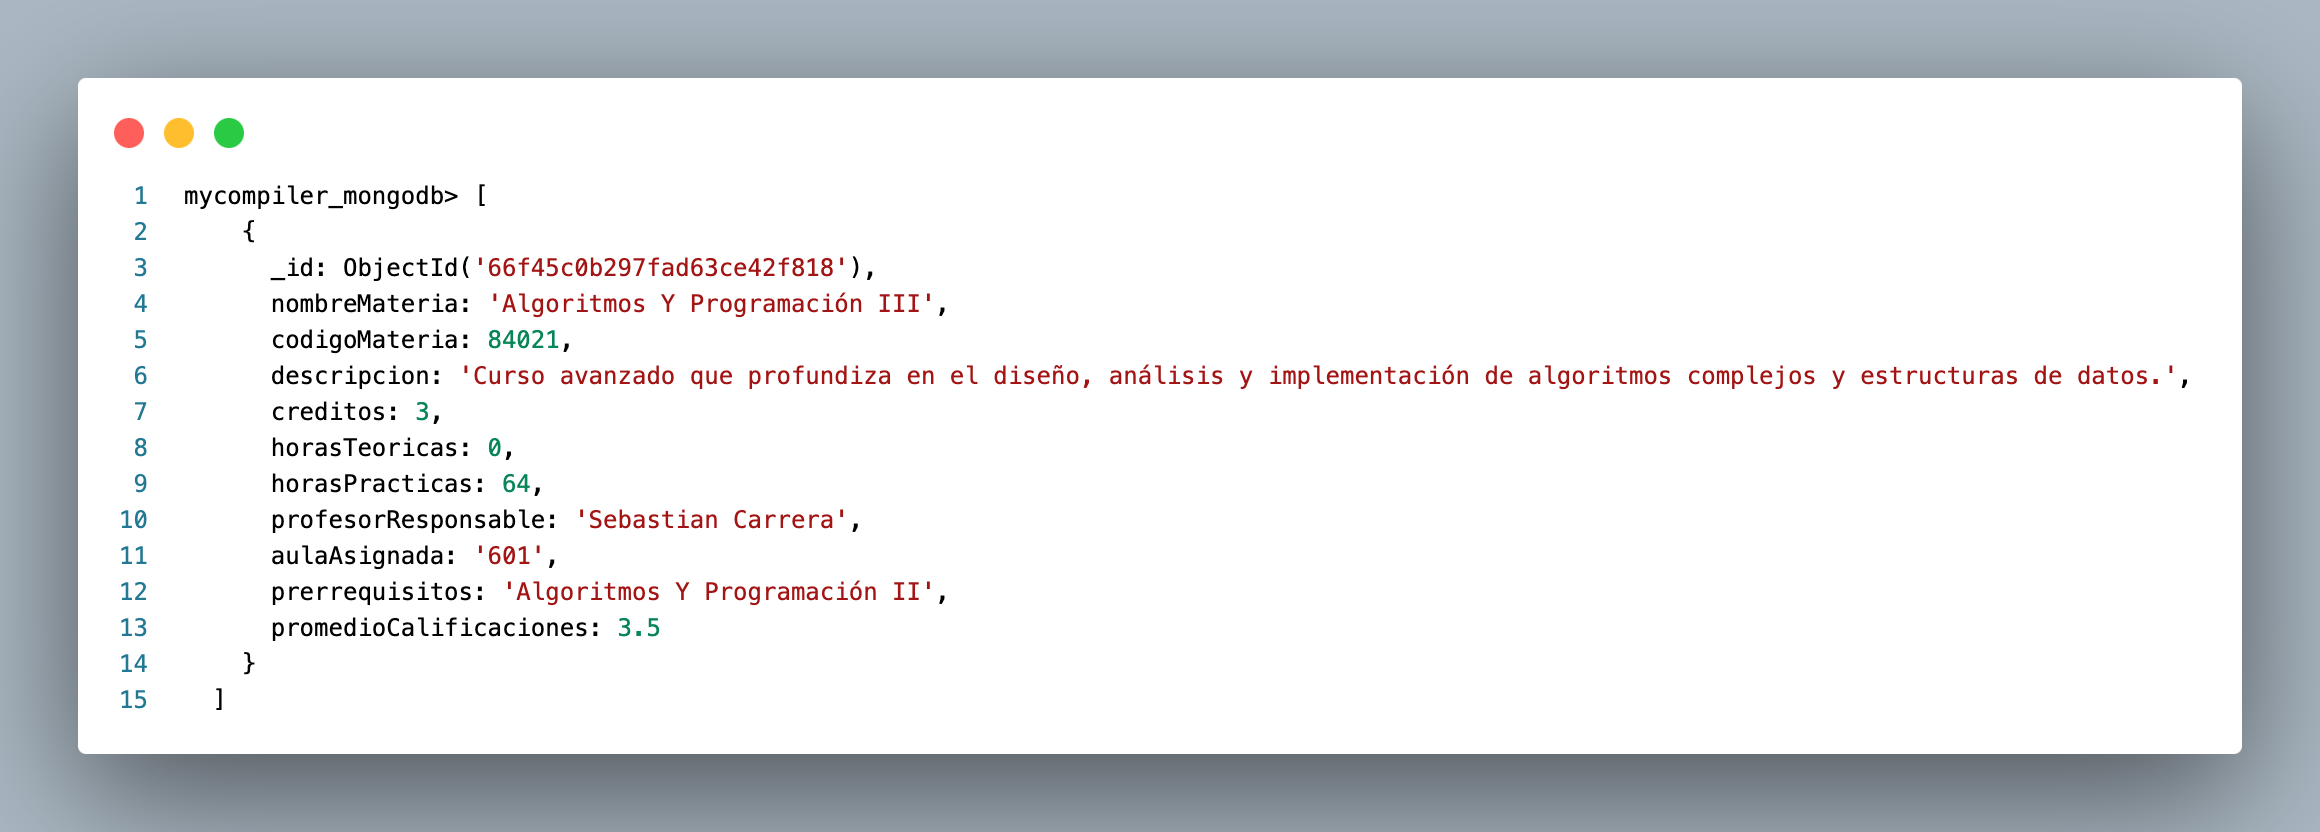 1 mycompiler_mongodb> [
2 {
3 _id: ObjectId('66f45c0b297fad63ce42f818'),
4 nombreMateria: 'Algoritmos Y Programación III',
5 codigoMateria: 84021,
6 descripcion: 'Curso avanzado que profundiza en el diseño, análisis y implementación de algoritmos complejos y estructuras de datos.',
7 creditos: 3,
8 horasTeoricas: 0,
9 horasPracticas: 64,
10 profesorResponsable: 'Sebastian Carrera',
11 aulaAsignada: '601',
12 prerrequisitos: 'Algoritmos Y Programación II',
13 promedioCalificaciones: 3.5
14 }
15 ]